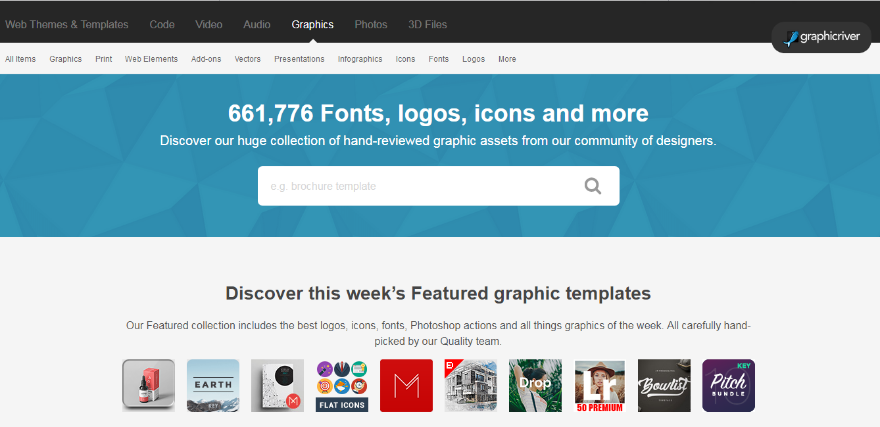 Web Themes & Templates Code Video Audio Graphics Photos 3D Files
graphicriver
All Items Graphics Print Web Elements Add-ons Vectors Presentations Infographics Icons Fonts Logos More
661,776 Fonts, logos, icons and more
Discover our huge collection of hand-reviewed graphic assets from our community of designers.
e.g. brochure template
Discover this week's Featured graphic templates
Our Featured collection includes the best logos, icons, fonts, Photoshop actions and all things graphics of the week. All carefully hand-
picked by our Quality team.
EARTH
FLAT ICONS
M
Drop
Lr
50 PREMIUM
Bowtist
KEY
Pitch
BUNDLE